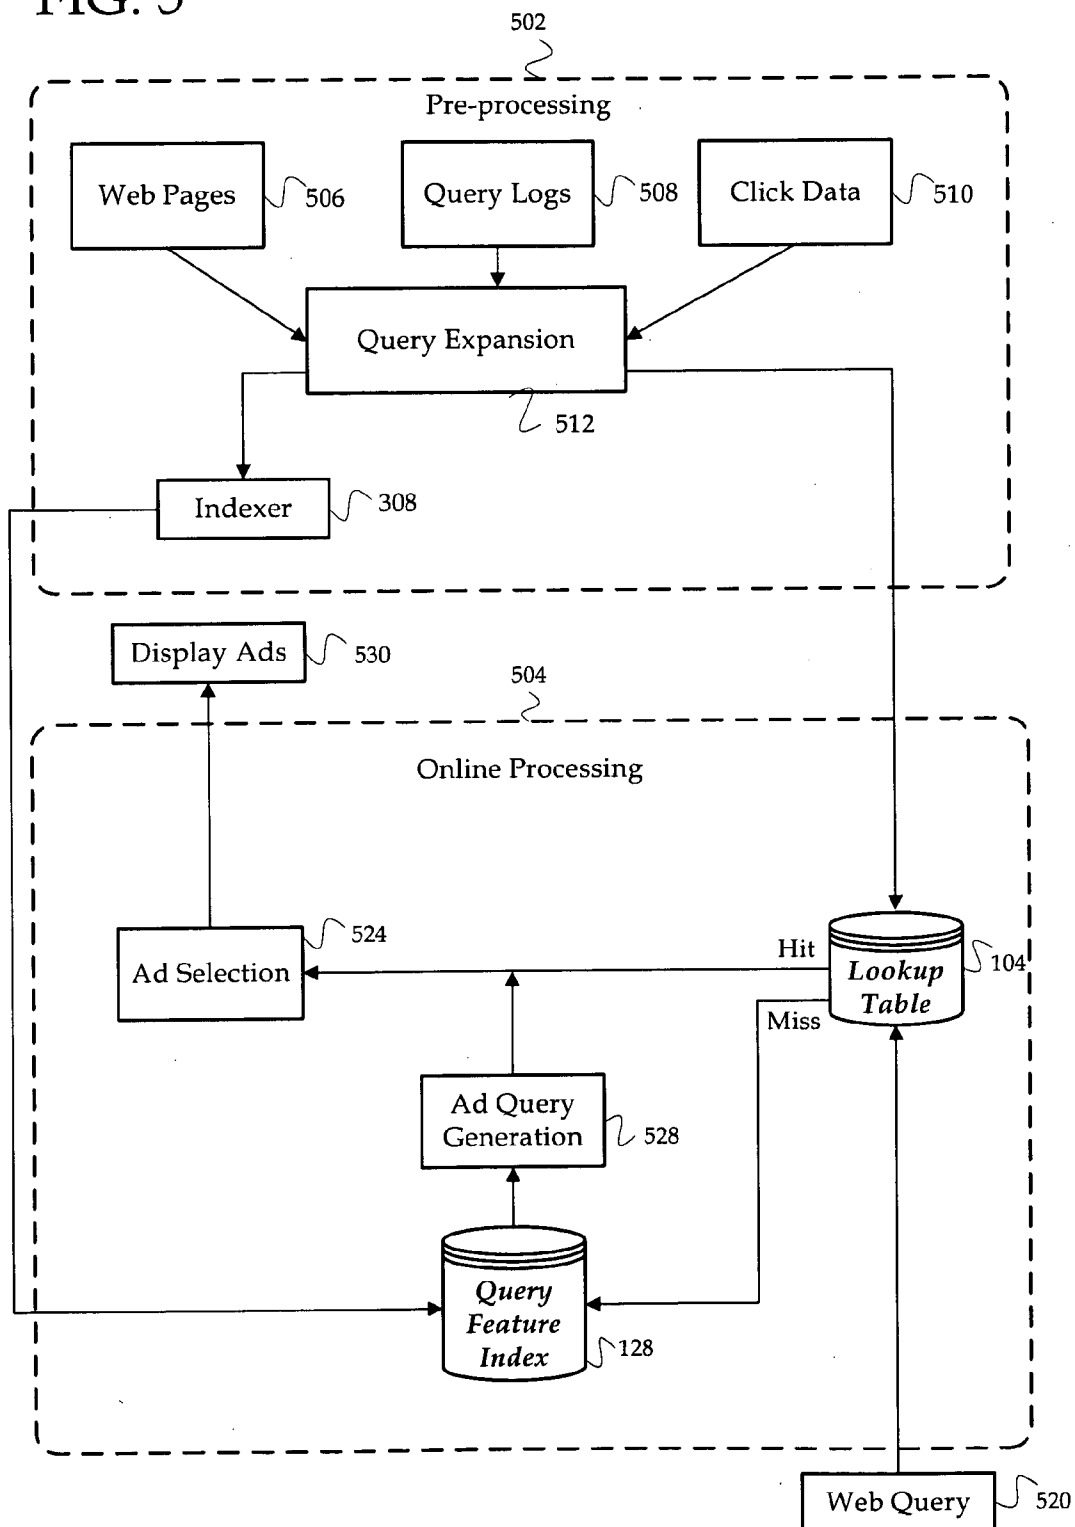 FIG. 5
502
Pre-processing
Web Pages
506
Query Logs
508
Click Data
510
Query Expansion
512
Indexer
308
Display Ads
530
504
Online Processing
Ad Selection
524
Hit
Miss
Lookup
Table
104
Ad Query
Generation
528
Query
Feature
Index
128
Web Query
520